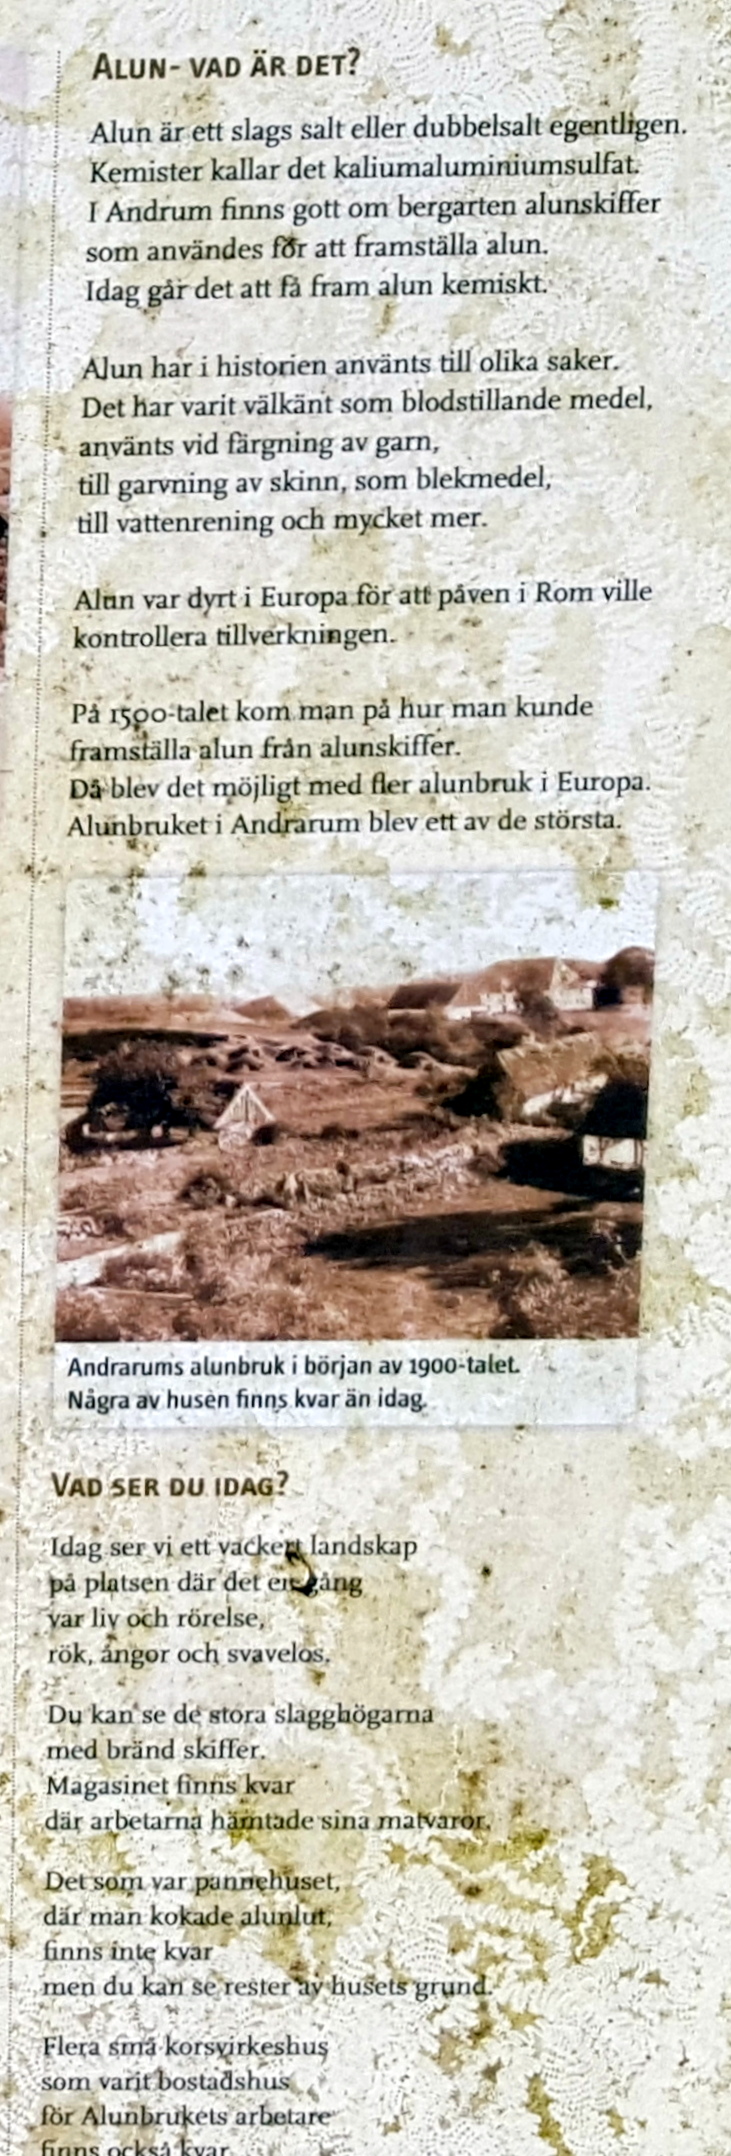 ALUN- VAD ÄR DET?
Alun är ett slags salt eller dubbelsalt egentligen.
Kemister kallar det kaliumaluminiumsulfat.
I Andrum finns gott om bergarten alunskiffer
som användes för att framställa alun.
Idag går det att få fram alun kemiskt.
Alun har i historien använts till olika saker.
Det har varit välkänt som blodstillande medel,
använts vid färgning av garn,
till garvning av skinn, som blekmedel,
till vattenrening och mycket mer.
Alun var dyrt i Europa för att påven i Rom ville
kontrollera tillverkningen.
På 1500-talet kom man på hur man kunde
framställa alun från alunskiffer.
Då blev det möjligt med fler alunbruk i Europa.
Alunbruket i Andrarum blev ett av de största.
Andrarums alunbruk i början av 1900-talet.
Några av husen finns kvar än idag.
VAD SER DU IDAG?
Idag ser vi ett vackert landskap
på platsen där det en gång
var liv och rörelse,
rök, ångor och svavelos.
Du kan se de stora slagghögarna
med bränd skiffer.
Magasinet finns kvar
där arbetarna hämtade sina matvaror.
Det som var pannehuset,
där man kokade alunlut,
finns inte kvar
men du kan se rester av husets grund.
Flera små korsvirkeshus
som varit bostadshus
för Alunbrukets arbetare
finns också kvar